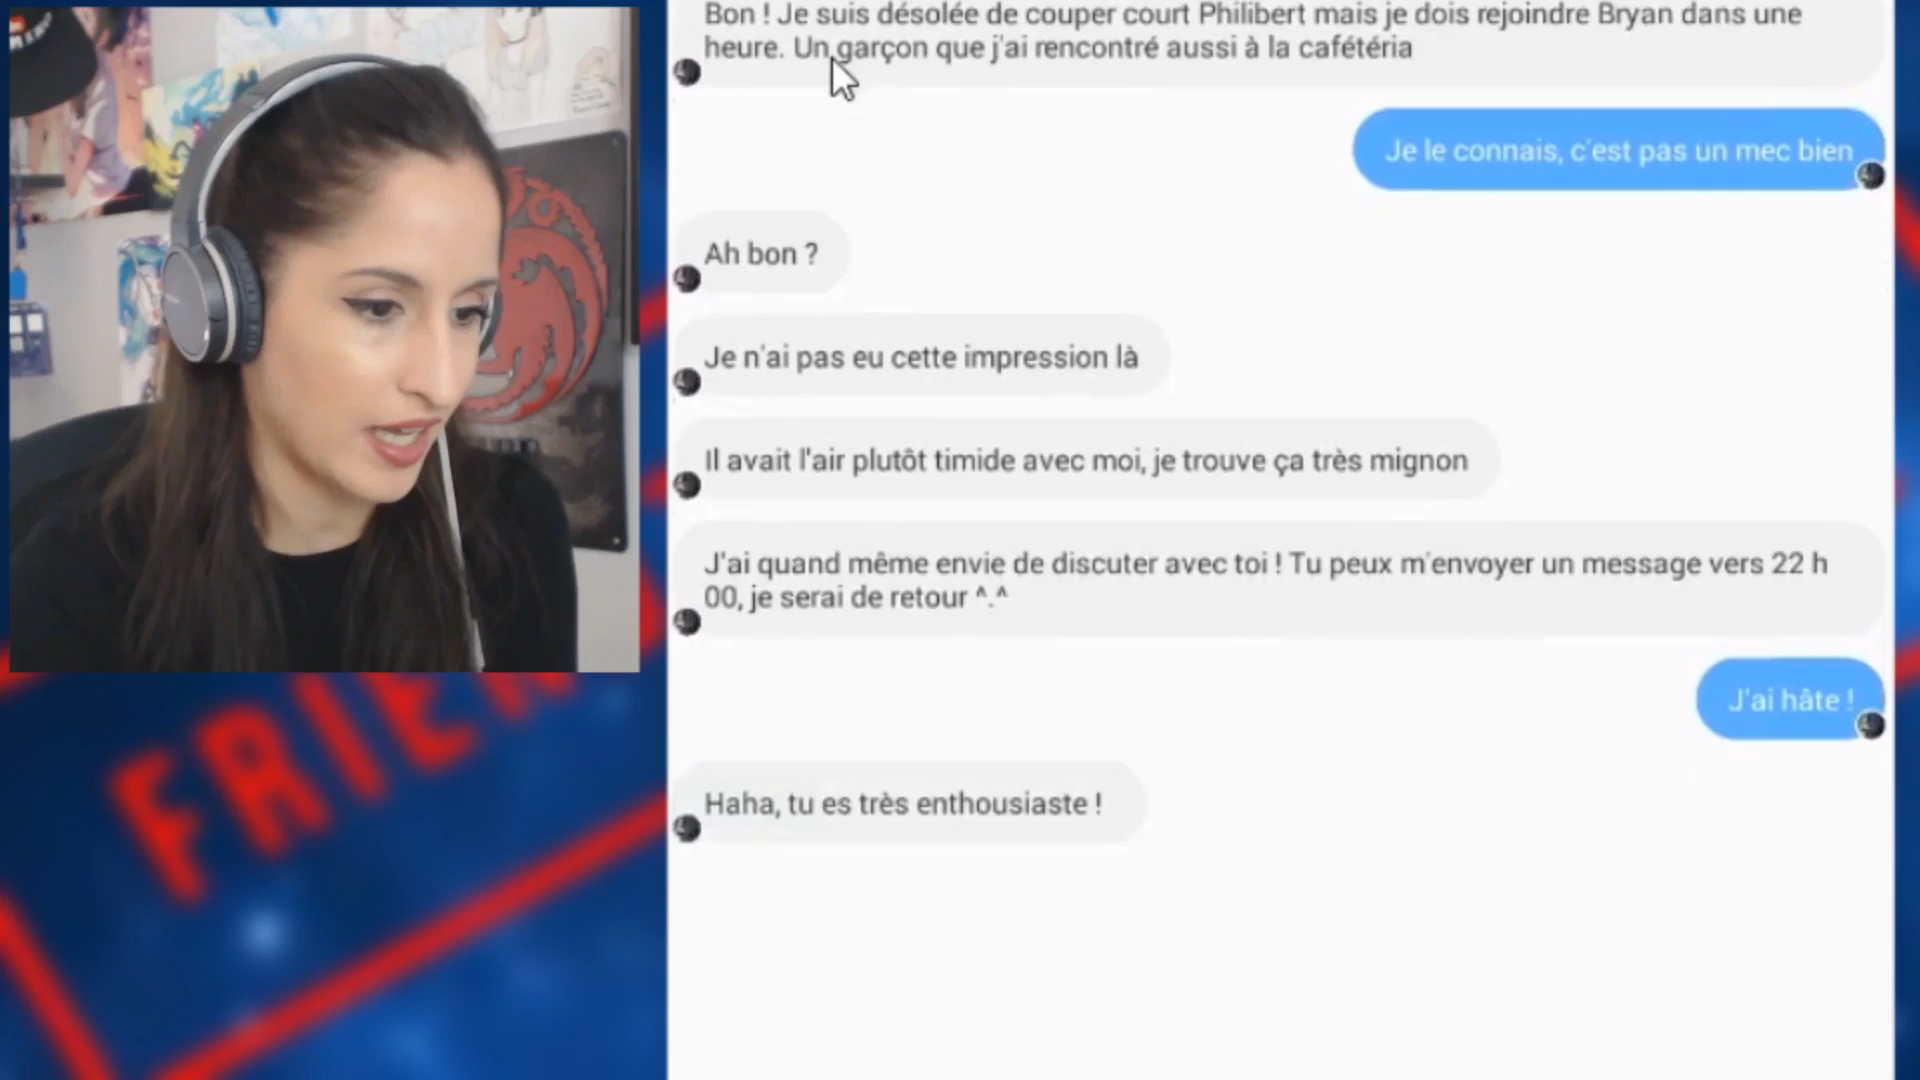 Bon ! Je suis désolée de couper court Philibert mais je dois rejoindre Bryan dans une
heure. Un garçon que j'ai rencontré aussi à la cafétéria
Je le connais, c'est pas un mec bien
Ah bon ?
Je n'ai pas eu cette impression là
Il avait l'air plutôt timide avec moi, je trouve ça très mignon
J'ai quand même envie de discuter avec toi ! Tu peux m'envoyer un message vers 22 h
00, je serai de retour ^.^
J'ai hâte !
Haha, tu es très enthousiaste !